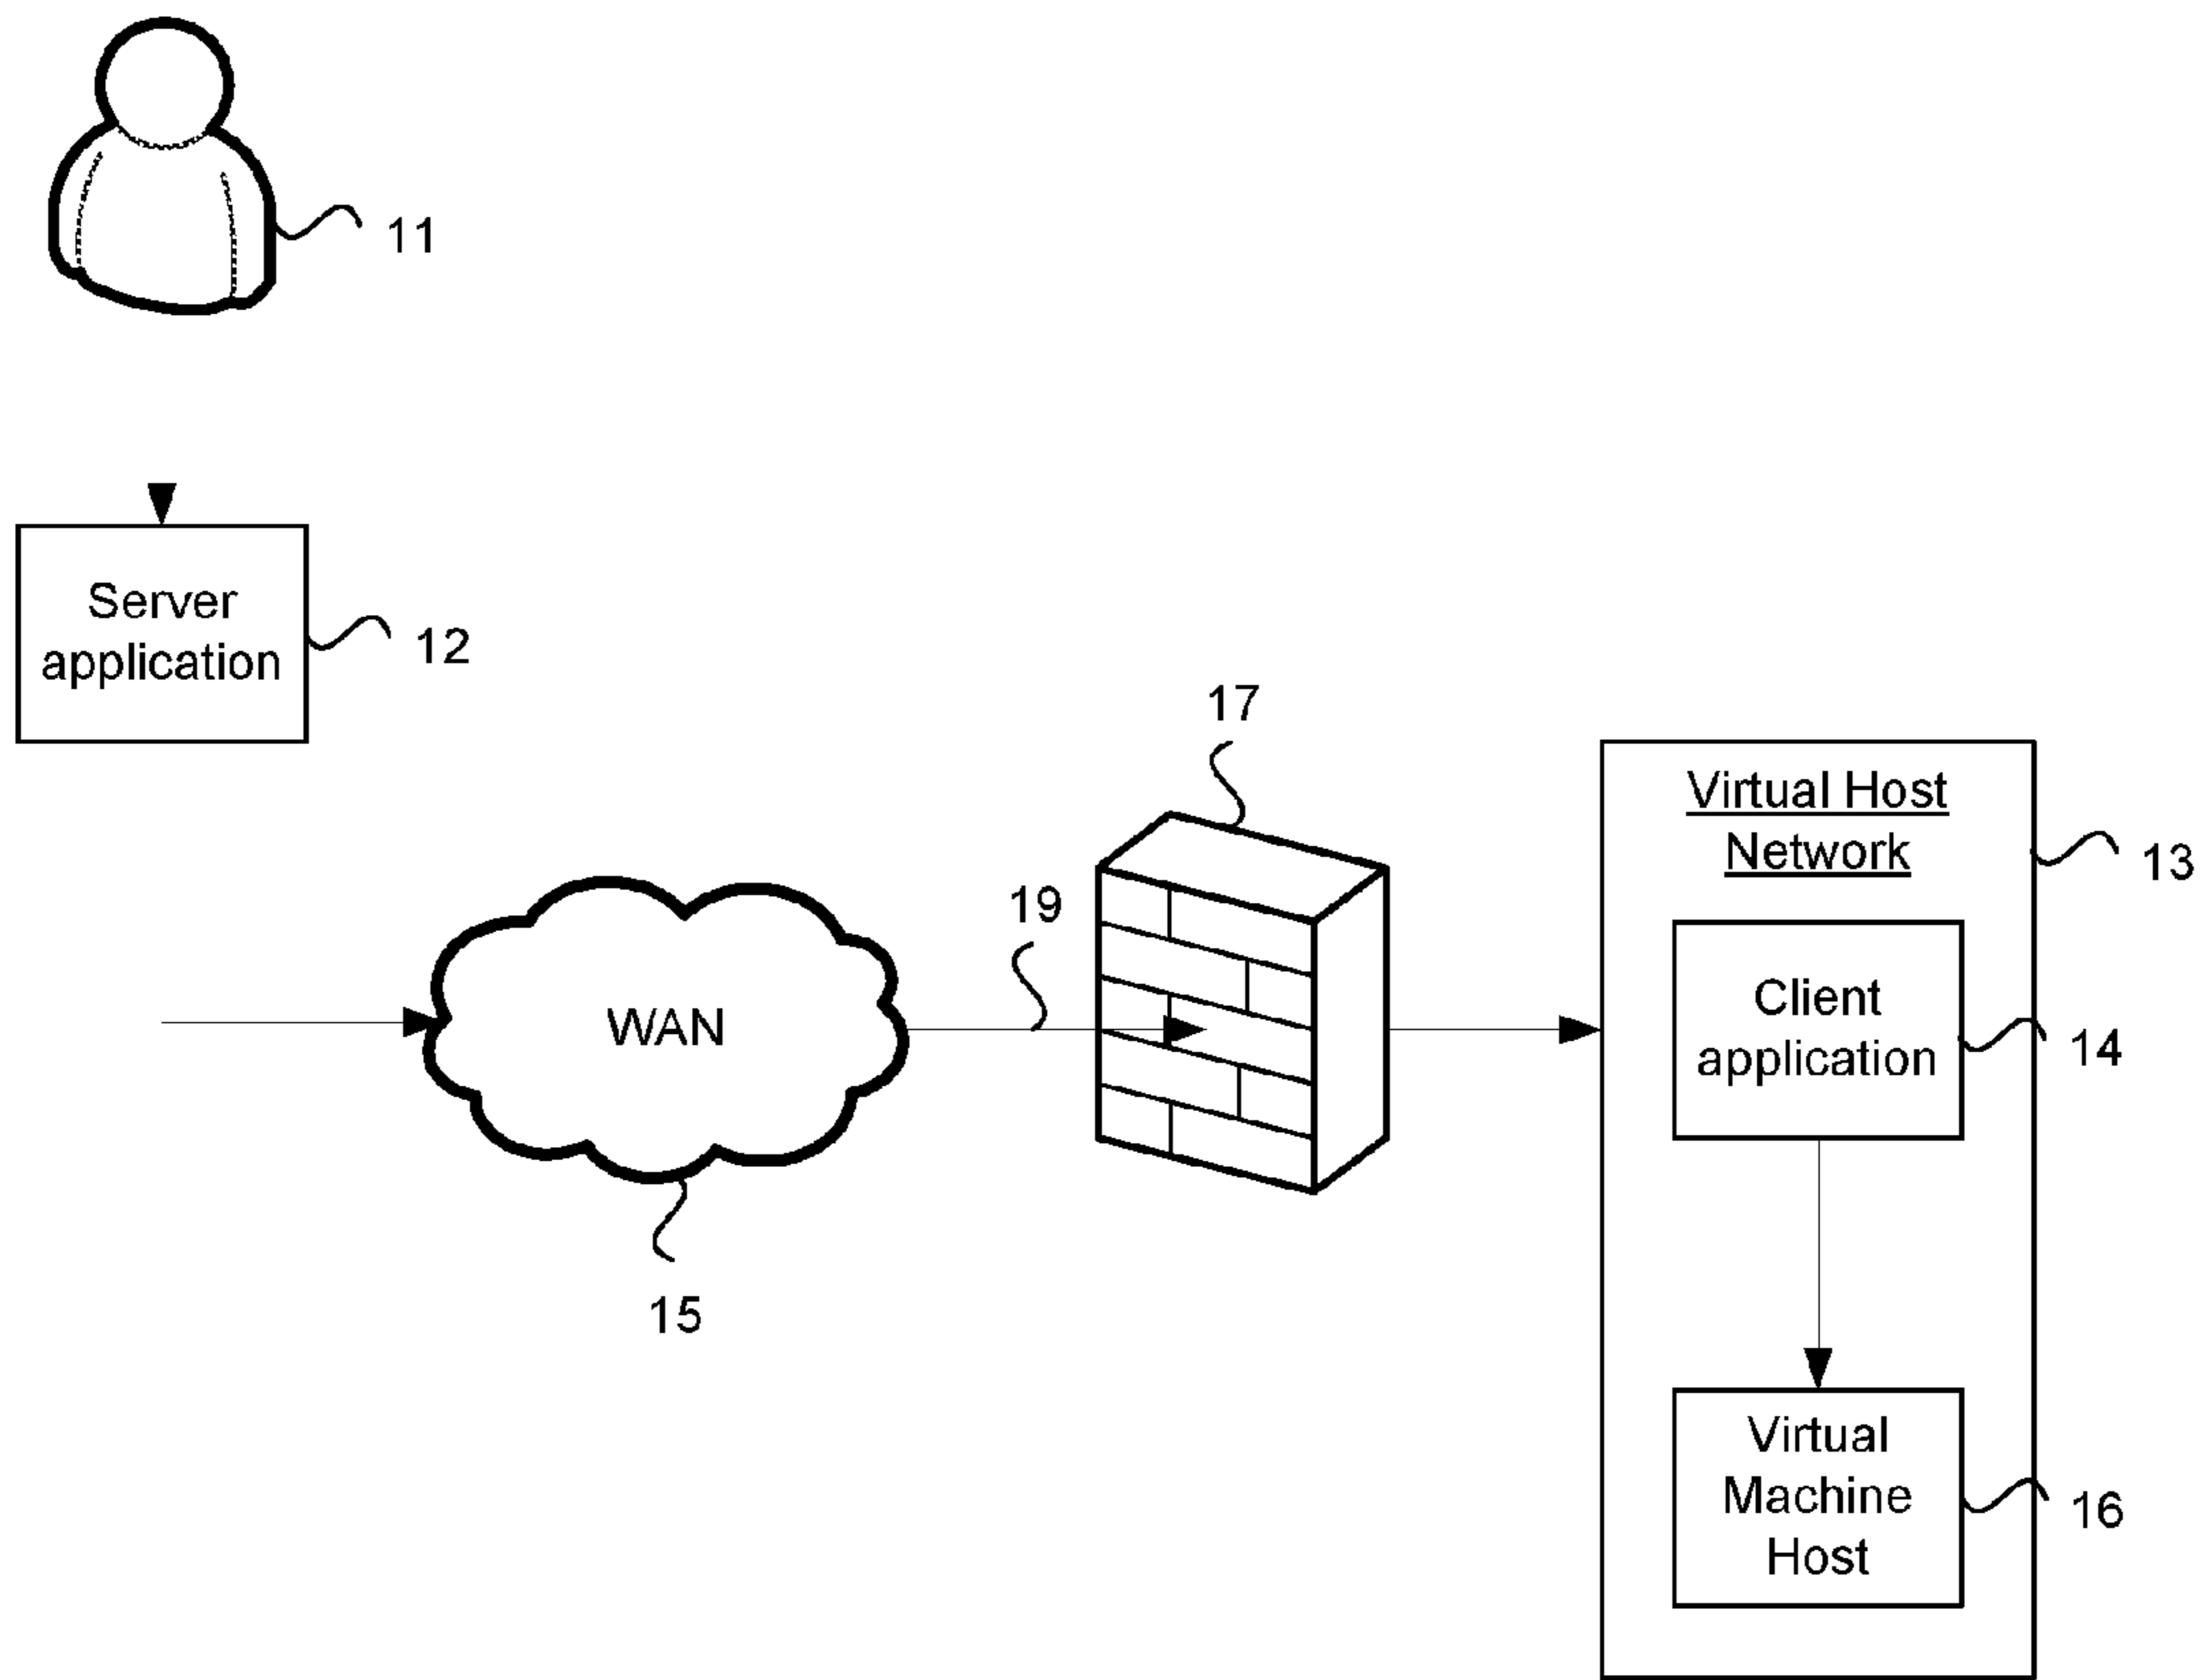 11
Server
application
12
17
Virtual Host
Network
13
19
WAN
Client
application
14
15
Virtual
Machine
Host
16